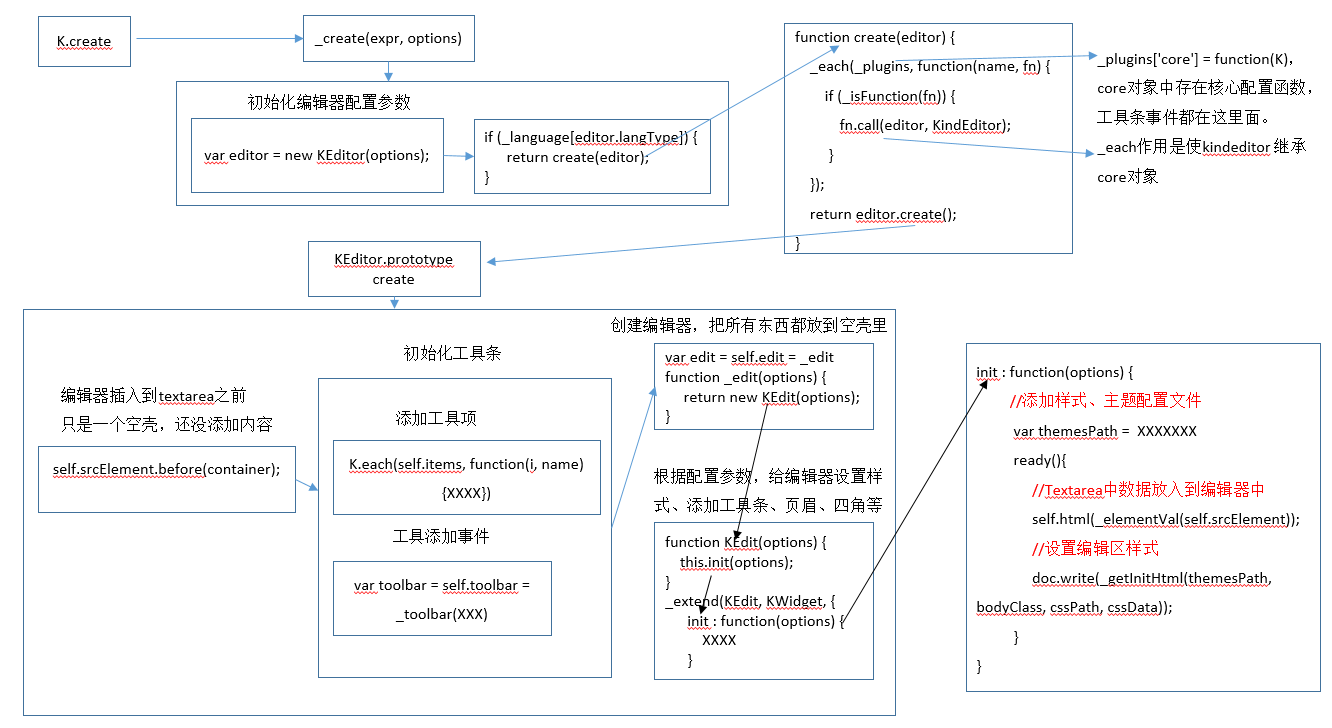 K.create
_create(expr, options)
初始化编辑器配置参数
var editor = new KEditor(options);
if (_language[editor.langType]) {
return create(editor);
}
function create(editor) {
_each(_plugins, function(name, fn) {
if (_isFunction(fn)) {
fn.call(editor, KindEditor);
}
});
return editor.create();
}
_plugins['core'] = function(K),
core对象中存在核心配置函数，
工具条事件都在这里面。
_each作用是使kindeditor 继承
core对象
KEditor.prototype
create
编辑器插入到textarea之前
只是一个空壳，还没添加内容
self.srcElement.before(container);
初始化工具条
添加工具项
K.each(self.items, function(i, name)
{XXXX})
工具添加事件
var toolbar = self.toolbar =
_toolbar(XXX)
创建编辑器，把所有东西都放到空壳里
var edit = self.edit = _edit
function _edit(options) {
return new KEdit(options);
}
根据配置参数，给编辑器设置样
式、添加工具条、页眉、四角等
function KEdit(options) {
this.init(options);
}
_extend(KEdit, KWidget, {
init : function(options) {
XXXX
}
init : function(options) {
//添加样式、主题配置文件
var themesPath = XXXXXXX
ready(){
//Textarea中数据放入到编辑器中
self.html(_elementVal(self.srcElement));
//设置编辑区样式
doc.write(_getInitHtml(themesPath,
bodyClass, cssPath, cssData));
}
}